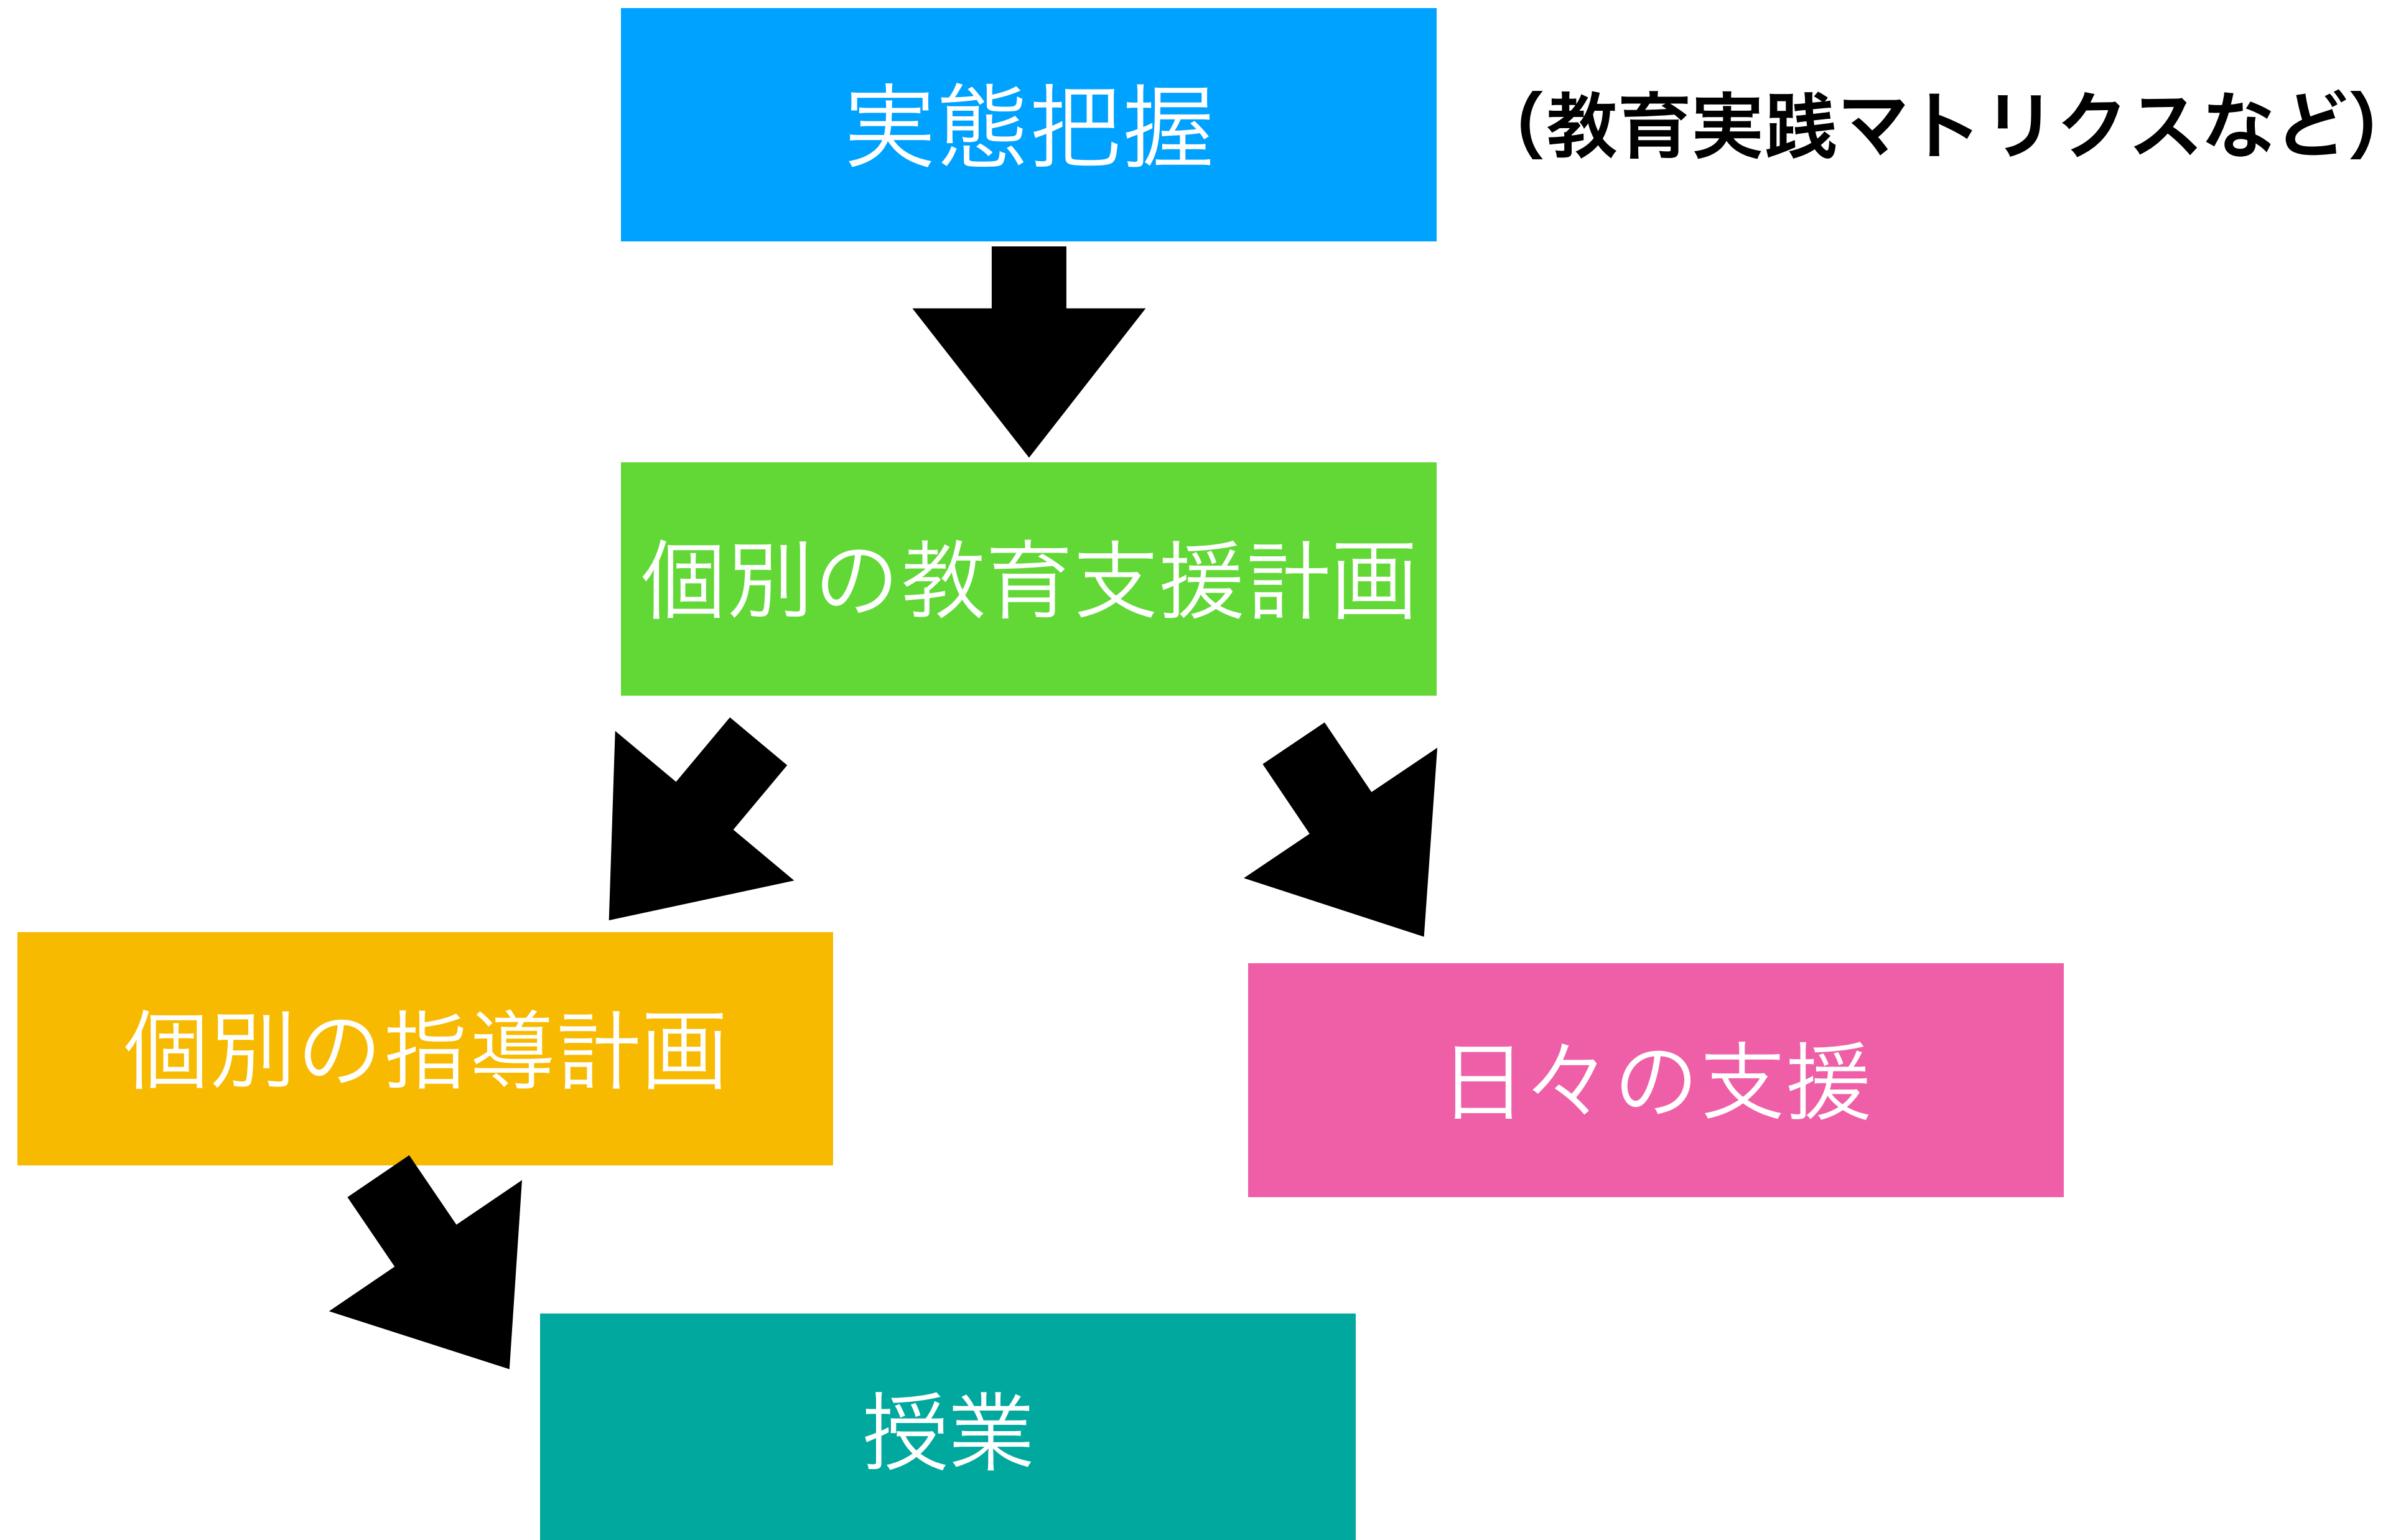 実態把握
（教育実践マトリクスなど）
個別の教育支援計画
個別の指導計画
日々の支援
授業